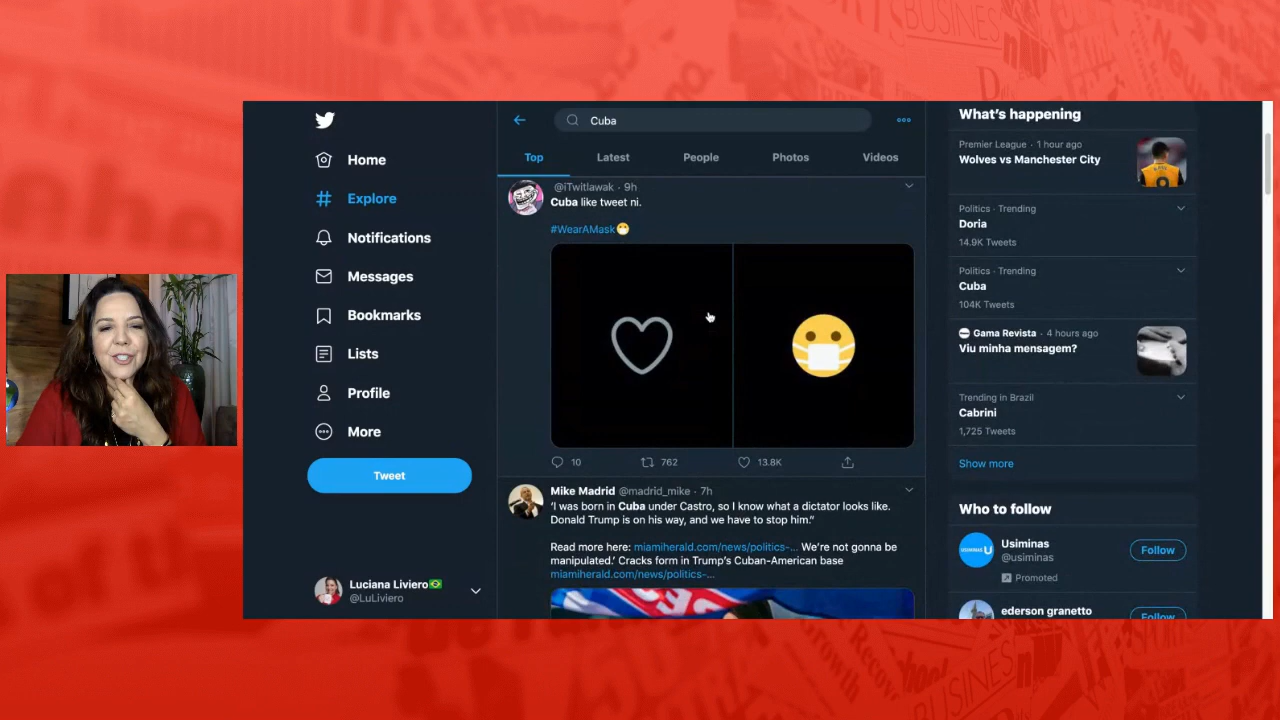 Cuba
Home
Explore
Notifications
Messages
Bookmarks
Lists
Profile
More
Tweet
Luciana Liviero🇧🇷
@LuLiviero
Top
Latest
People
Photos
Videos
@iTwitlawak · 9h
Cuba like tweet ni.
#WearAMask😷
10
762
13.8K
Mike Madrid @madrid_mike · 7h
'I was born in Cuba under Castro, so I know what a dictator looks like.
Donald Trump is on his way, and we have to stop him."
Read more here: miamiherald.com/news/politics-... We're not gonna be
manipulated.' Cracks form in Trump's Cuban-American base
miamiherald.com/news/politics-...
What's happening
Premier League · 1 hour ago
Wolves vs Manchester City
Politics · Trending
Doria
14.9K Tweets
Politics · Trending
Cuba
104K Tweets
Gama Revista · 4 hours ago
Viu minha mensagem?
Trending in Brazil
Cabrini
1,725 Tweets
Show more
Who to follow
Usiminas
@usiminas
Promoted
Follow
ederson granetto
Follow
BUSINES
BUSINESS